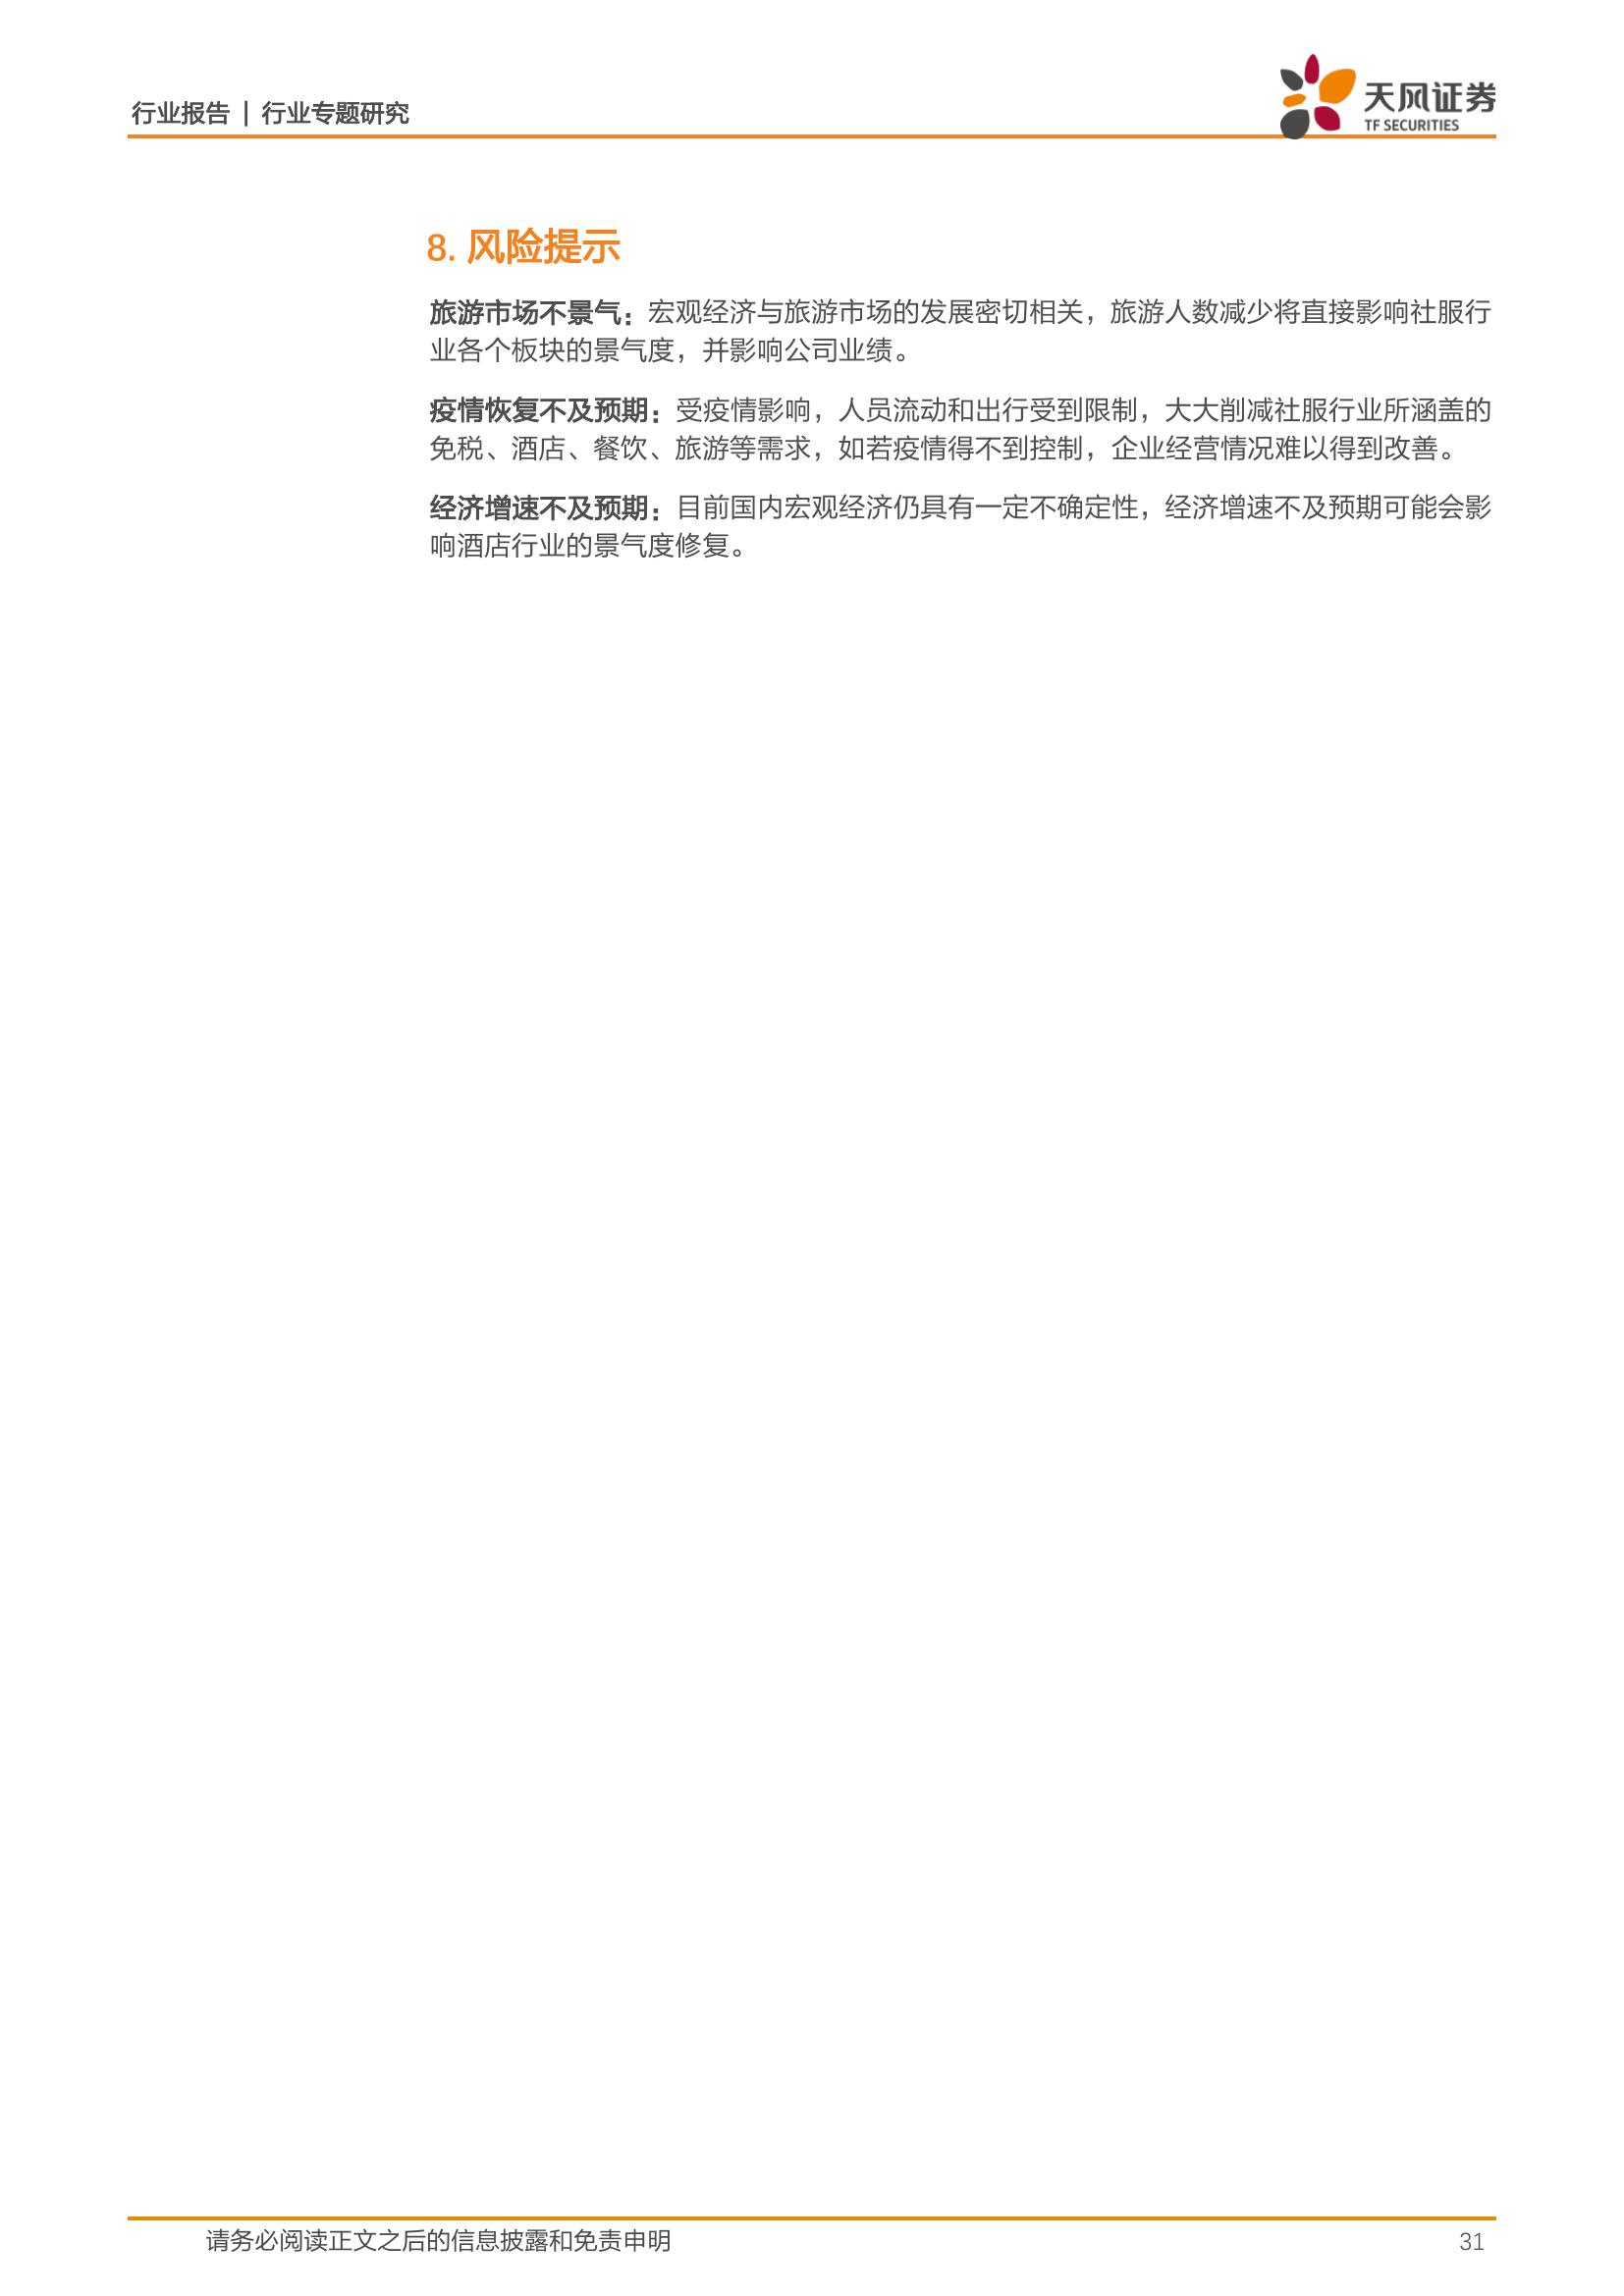 行业报告 | 行业专题研究
天风证券
TF SECURITIES
8. 风险提示
旅游市场不景气：宏观经济与旅游市场的发展密切相关，旅游人数减少将直接影响社服行
业各个板块的景气度，并影响公司业绩。
疫情恢复不及预期：受疫情影响，人员流动和出行受到限制，大大削减社服行业所涵盖的
免税、酒店、餐饮、旅游等需求，如若疫情得不到控制，企业经营情况难以得到改善。
经济增速不及预期：目前国内宏观经济仍具有一定不确定性，经济增速不及预期可能会影
响酒店行业的景气度修复。
请务必阅读正文之后的信息披露和免责申明
31